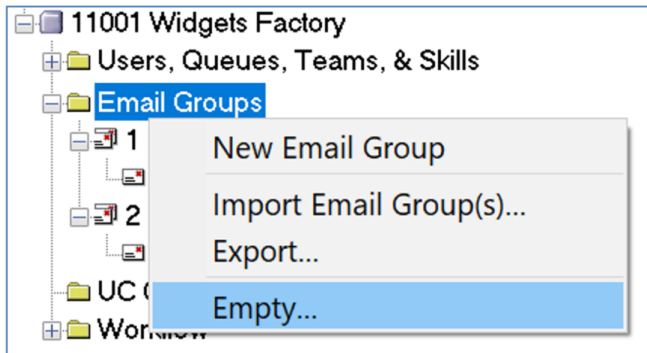 11001 Widgets Factory
Users, Queues, Teams, & Skills
Email Groups
1
New Email Group
2
Import Email Group(s)...
Export...
UC
Empty...